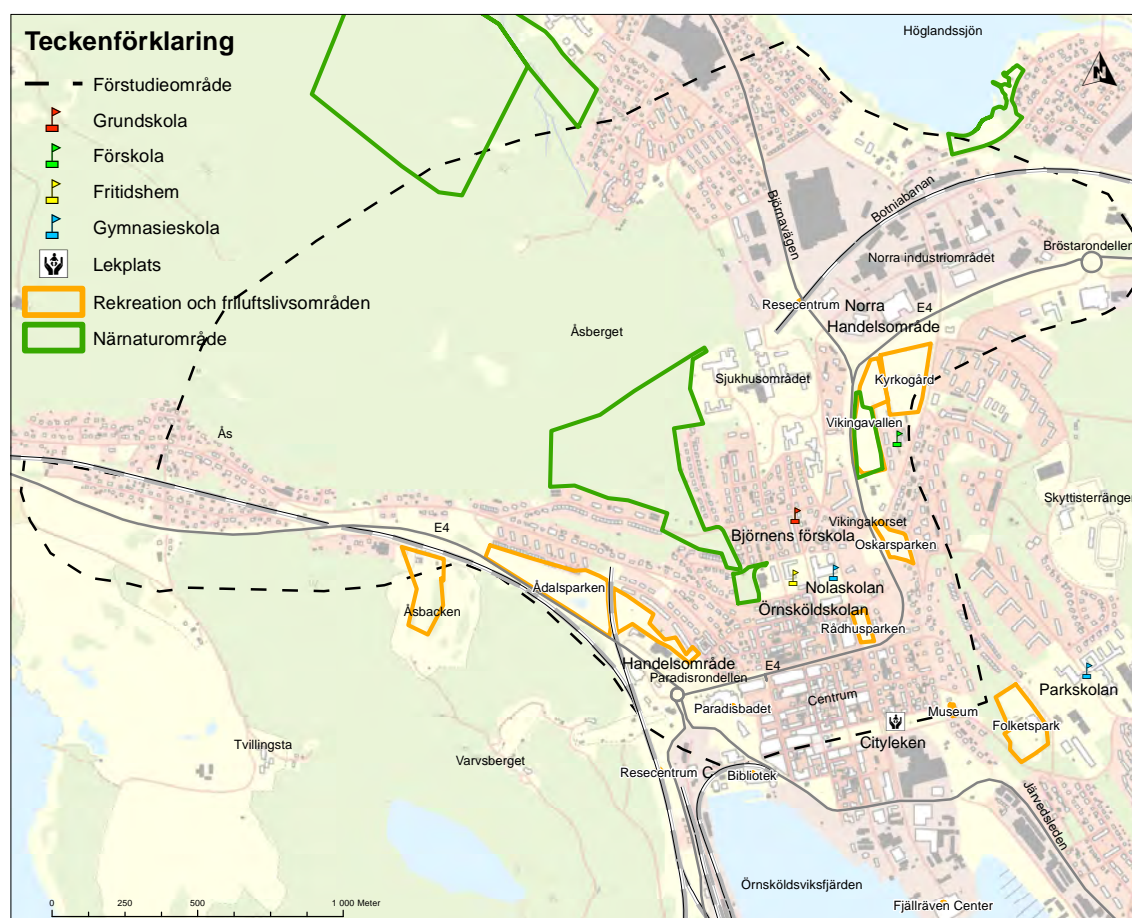 Teckenförklaring
Förstudieområde
Grundskola
Förskola
Fritidshem
Gymnasieskola
Lekplats
Rekreation och friluftslivsområden
Närnaturområde
Höglandssjön
N
Björnavägen
Botniabanan
Bröstarondellen
Norra industriområdet
E4
Resecentrum
Norra
Handelsområde
Åsberget
Sjukhusområdet
Kyrkogård
Vikingavallen
Ås
Skyttisterrängen
E4
Vikingakorset
Björnens förskola
Oskarsparken
Ådalsparken
Nolaskolan
Åsbacken
Örnsköldskolan
Rådhusparken
Handelsområde
E4
Paradisrondellen
Parkskolan
Centrum
Paradisbadet
Museum
Folketspark
Cityleken
Tvillingsta
Varvsberget
Resecentrum C
Bibliotek
Järvedsleden
Örnsköldsviksfjärden
Fjällräven Center
0 250 500 1 000 Meter